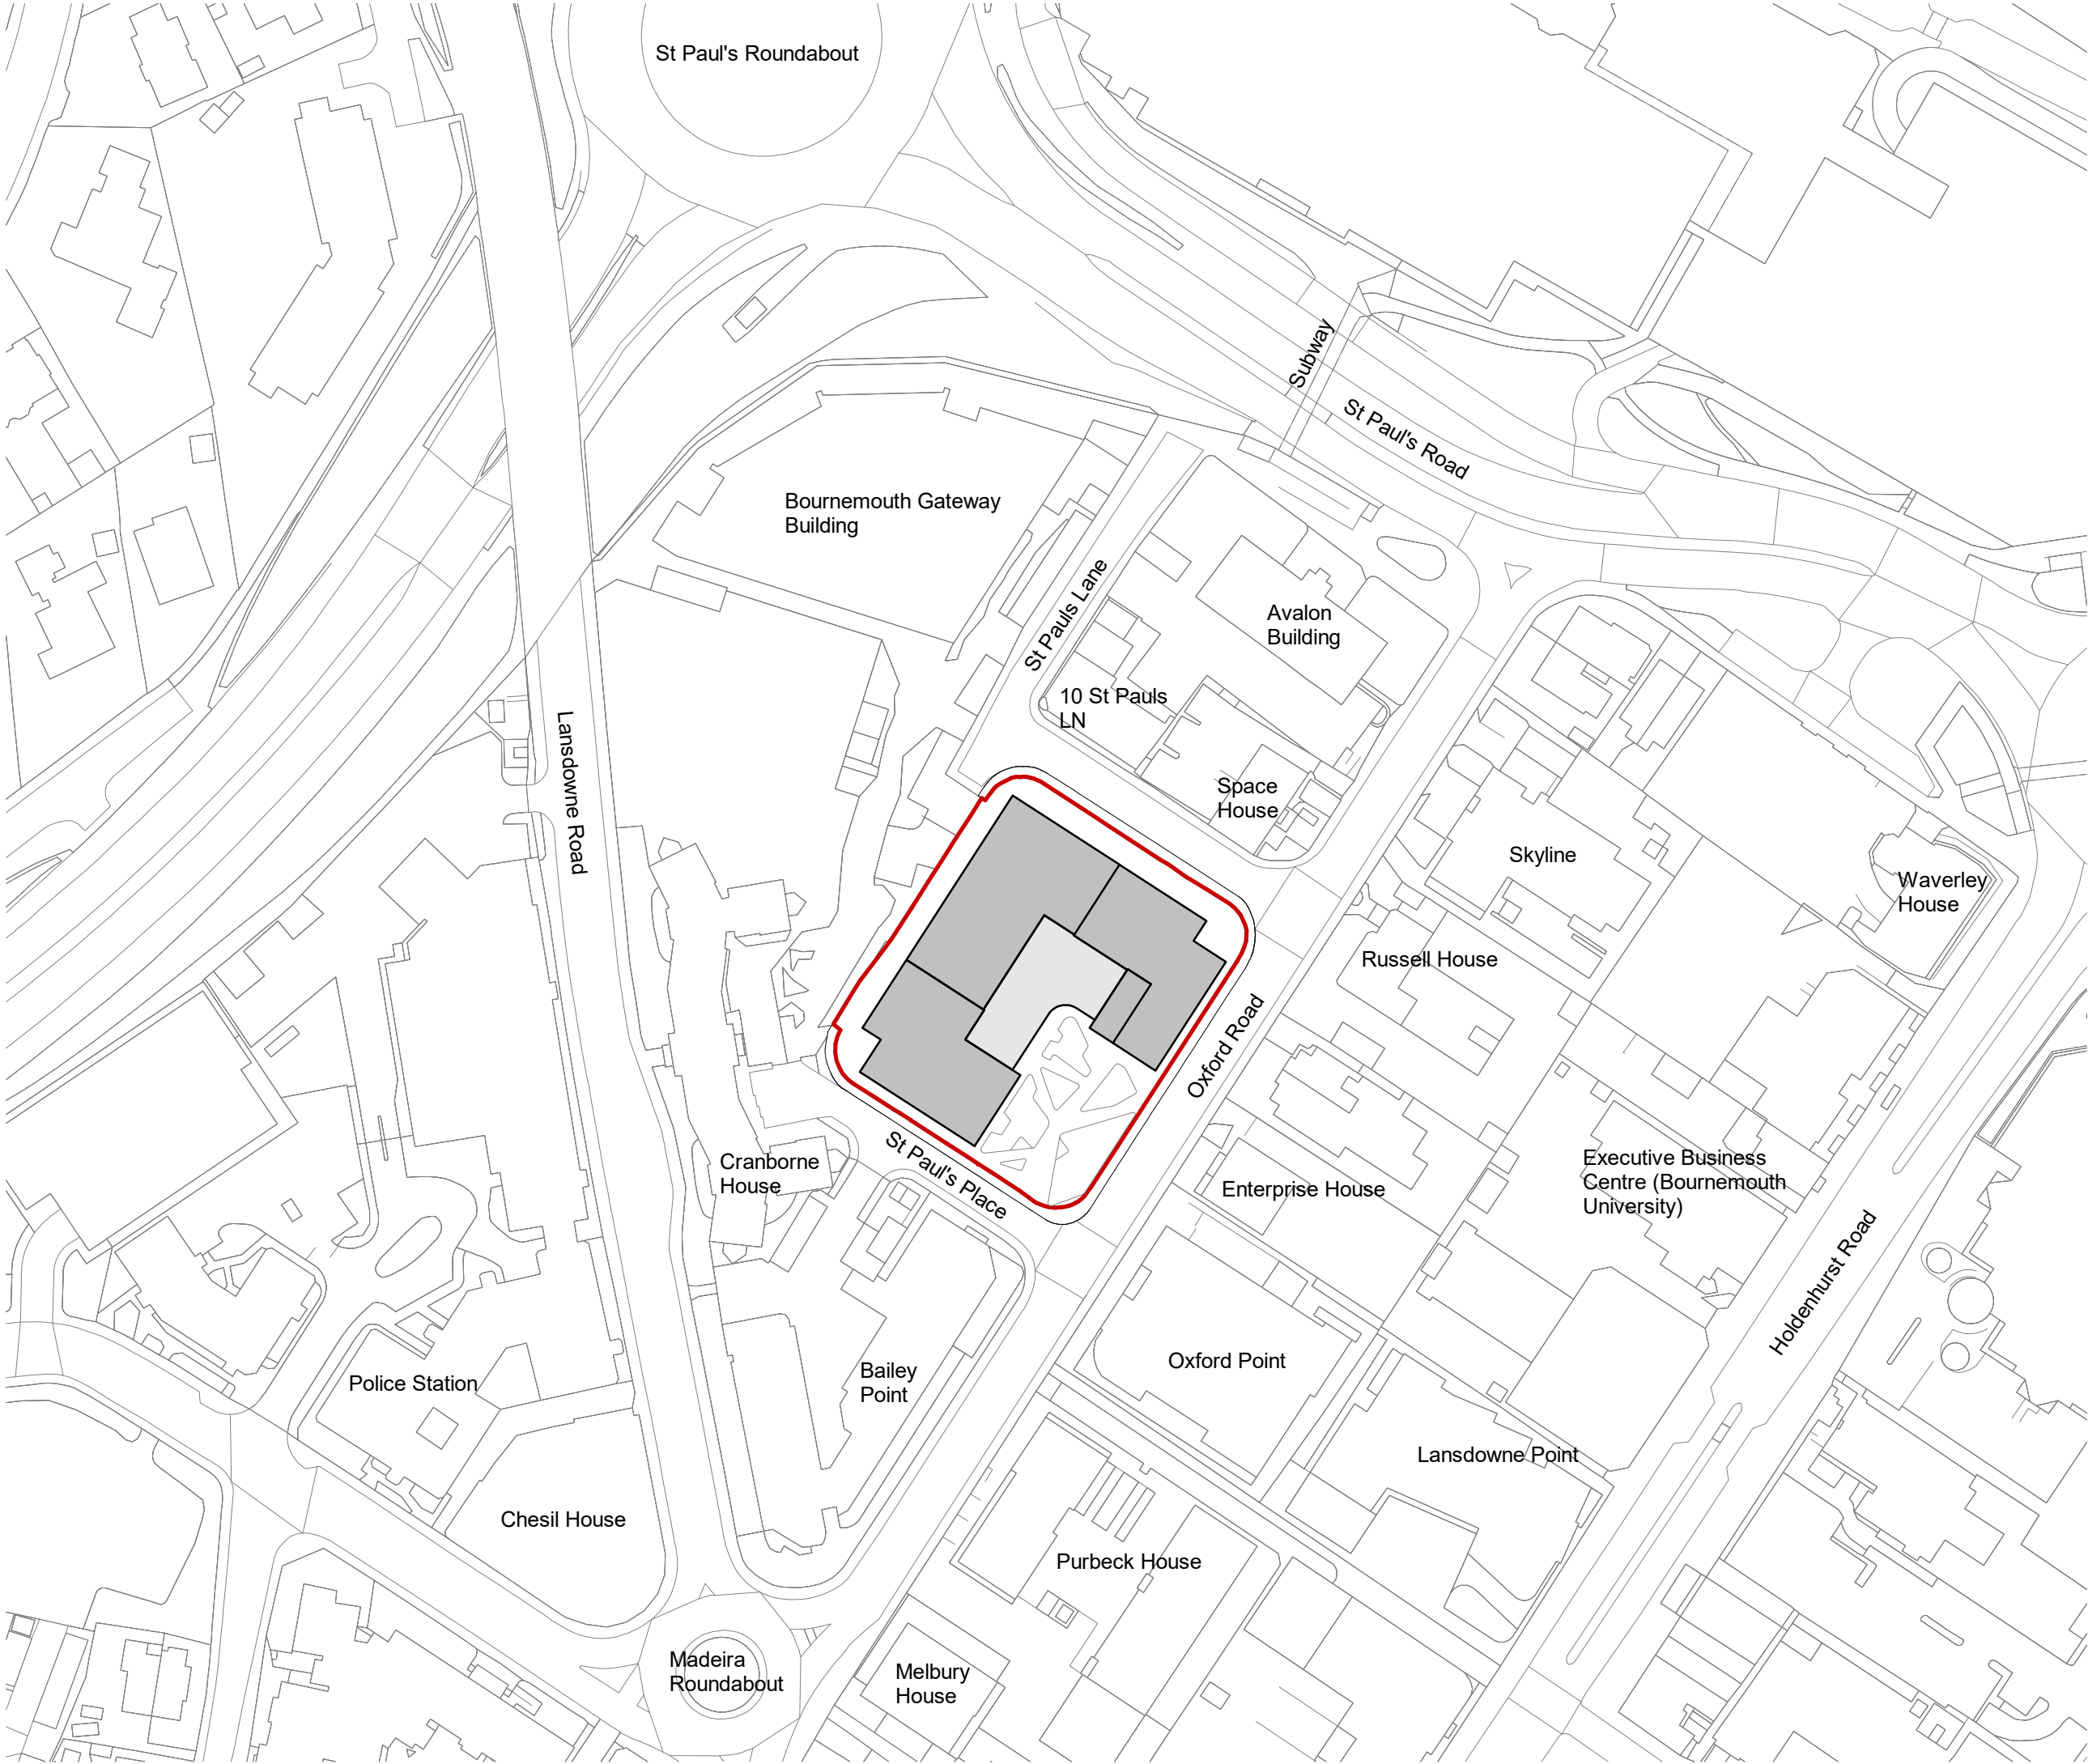 St Paul's Roundabout
Subway
St Paul's Road
Bournemouth Gateway
Building
St Pauls Lane
Avalon
Building
10 St Pauls
LN
Lansdowne Road
Space
House
Skyline
Waverley
House
Russell House
Oxford Road
St Paul's Place
Cranborne
House
Enterprise House
Executive Business
Centre (Bournemouth
University)
Holdenhurst Road
Oxford Point
Bailey
Point
Police Station
Lansdowne Point
Chesil House
Purbeck House
Madeira
Roundabout
Melbury
House